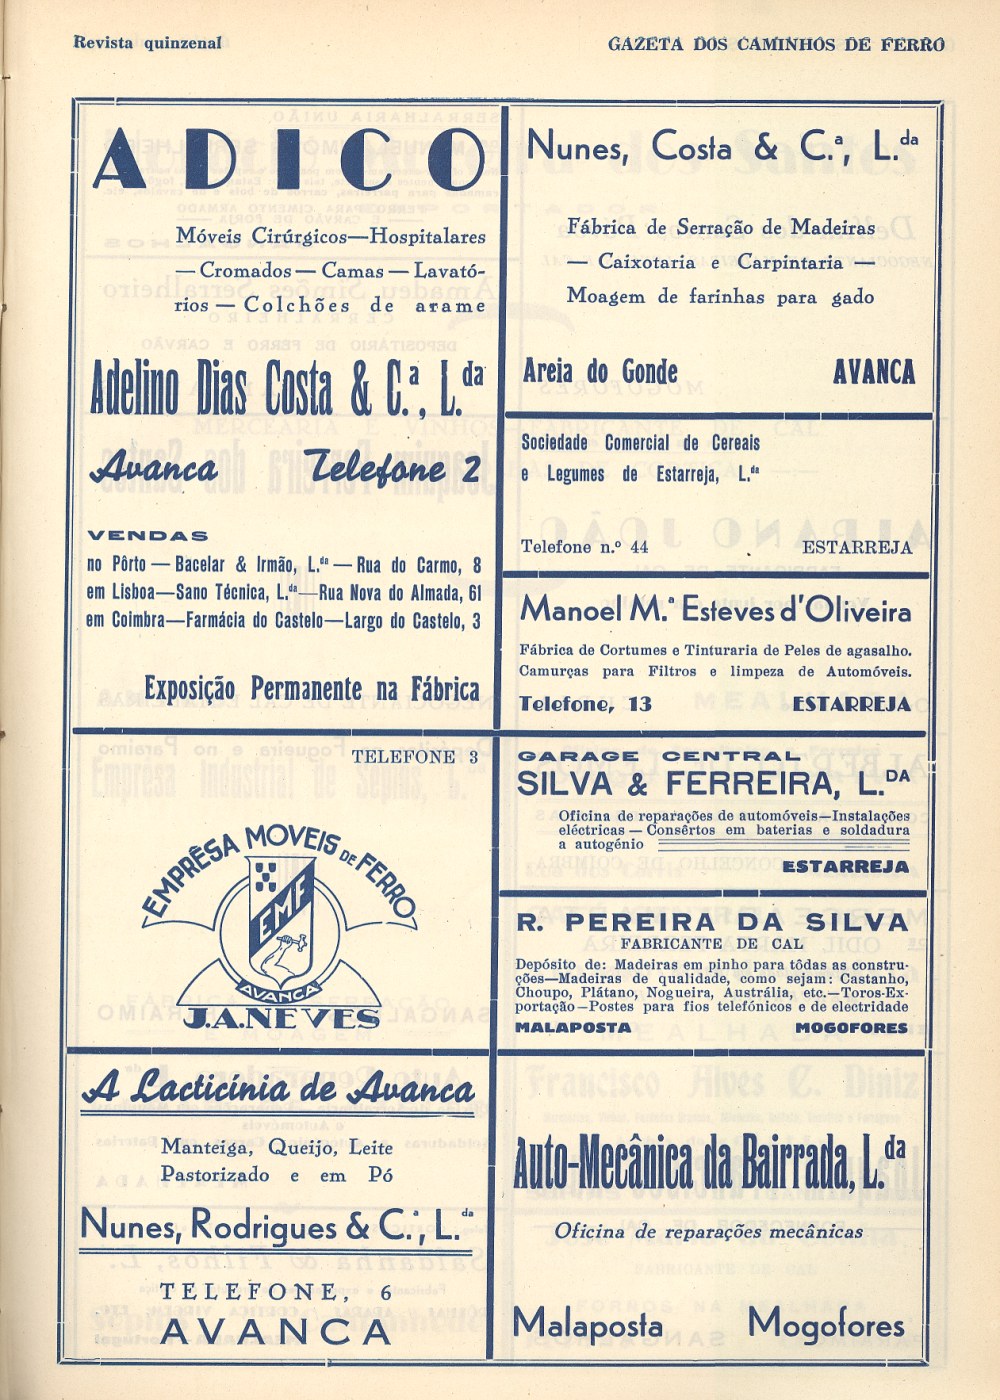 Revista quinzenal
GAZETA DOS CAMINHOS DE FERRO
ADICO
Móveis Cirúrgicos—Hospitalares
— Cromados — Camas — Lavató-
rios — Colchões de arame
Adelino Dias Costa & C.ª, L.da
Avanca Telefone 2
VENDAS
no Pôrto — Bacelar & Irmão, L.da — Rua do Carmo, 8
em Lisboa—Sano Técnica, L.da—Rua Nova do Almada, 61
em Coimbra—Farmácia do Castelo—Largo do Castelo, 3
Exposição Permanente na Fábrica
Nunes, Costa & C.ª, L.da
Fábrica de Serração de Madeiras
— Caixotaria e Carpintaria —
Moagem de farinhas para gado
Areia do Gonde AVANCA
Sociedade Comercial de Cereais
e Legumes de Estarreja, L.da
Telefone n.º 44 ESTARREJA
Manoel M.ª Esteves d'Oliveira
Fábrica de Cortumes e Tinturaria de Peles de agasalho.
Camurças para Filtros e limpeza de Automóveis.
Telefone, 13 ESTARREJA
TELEFONE 3
EMPRÊSA MOVEIS DE FERRO
EMF
AVANCA
J.A.NEVES
GARAGE CENTRAL
SILVA & FERREIRA, L.DA
Oficina de reparações de automóveis—Instalações
eléctricas — Consêrtos em baterias e soldadura
a autogénio
ESTARREJA
R. PEREIRA DA SILVA
FABRICANTE DE CAL
Depósito de: Madeiras em pinho para tôdas as constru-
ções—Madeiras de qualidade, como sejam: Castanho,
Choupo, Plátano, Nogueira, Austrália, etc.—Toros-Ex-
portação—Postes para fios telefónicos e de electridade
MALAPOSTA MOGOFORES
A Lacticínia de Avanca
Manteiga, Queijo, Leite
Pastorizado e em Pó
Nunes, Rodrigues & C.ª, L.da
TELEFONE, 6
AVANCA
Auto-Mecânica da Bairrada, L.da
Oficina de reparações mecânicas
Malaposta Mogofores